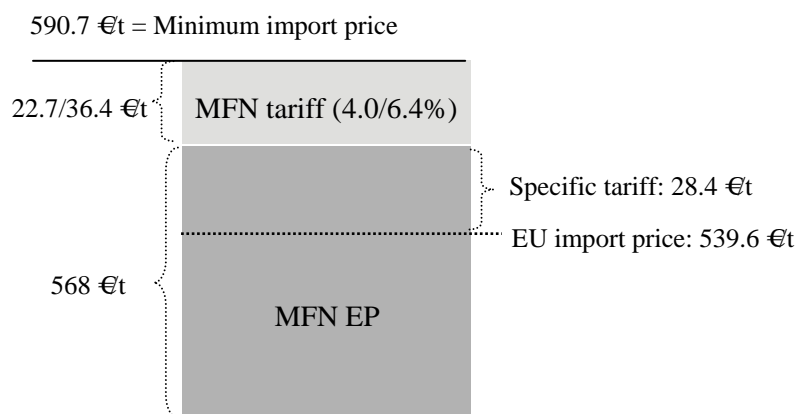 590.7 €/t = Minimum import price
22.7/36.4 €/t
MFN tariff (4.0/6.4%)
Specific tariff: 28.4 €/t
EU import price: 539.6 €/t
568 €/t
MFN EP